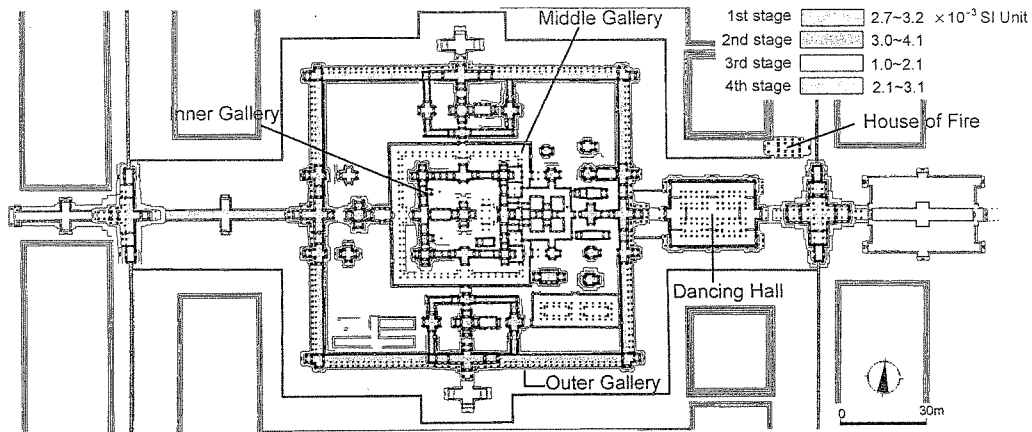 Middle Gallery
1st stage 2.7~3.2 ×10⁻³ SI Unit
2nd stage 3.0~4.1
3rd stage 1.0~2.1
4th stage 2.1~3.1
Inner Gallery
House of Fire
Dancing Hall
Outer Gallery
0 30m